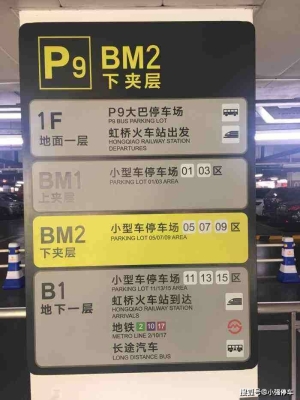 P9 BM2
下夹层
1F
地面一层
P9大巴停车场
P9 BUS PARKING LOT
虹桥火车站出发
HONGQIAO RAILWAY STATION
DEPARTURES
BM1
上夹层
小型车停车场 01 03 区
PARKING LOT 01/03 AREA
BM2
下夹层
小型车停车场 05 07 09 区
PARKING LOT 05/07/09 AREA
B1
地下一层
小型车停车场 11 13 15 区
PARKING LOT 11/13/15 AREA
虹桥火车站到达
HONGQIAO RAILWAY STATION
ARRIVALS
地铁 2 10 17
METRO LINE 2/10/17
长途汽车
LONG DISTANCE BUS
搜狐号@小强停车